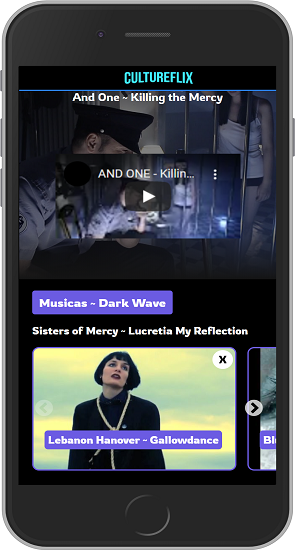 CULTUREFLIX
And One ~ Killing the Mercy
AND ONE - Killin...
Musicas ~ Dark Wave
Sisters of Mercy ~ Lucretia My Reflection
X
Lebanon Hanover ~ Gallowdance